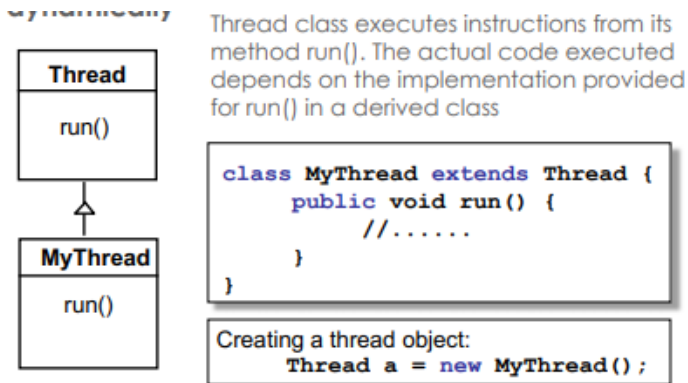 dynamically
Thread class executes instructions from its
method run(). The actual code executed
depends on the implementation provided
for run() in a derived class
Thread
run()
MyThread
run()
class MyThread extends Thread {
public void run() {
//......
}
}
Creating a thread object:
Thread a = new MyThread();